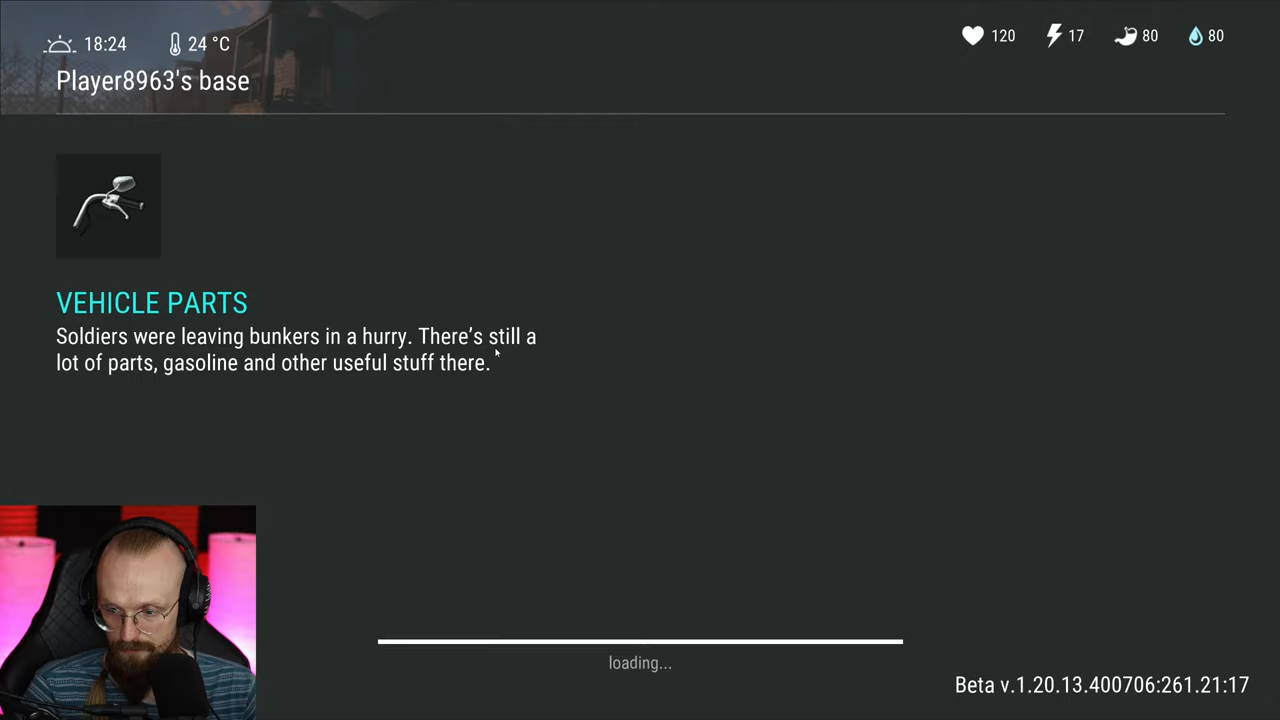 18:24
24 °C
120
17
80
80
Player8963's base
VEHICLE PARTS
Soldiers were leaving bunkers in a hurry. There’s still a
lot of parts, gasoline and other useful stuff there.
loading...
Beta v.1.20.13.400706:261.21:17